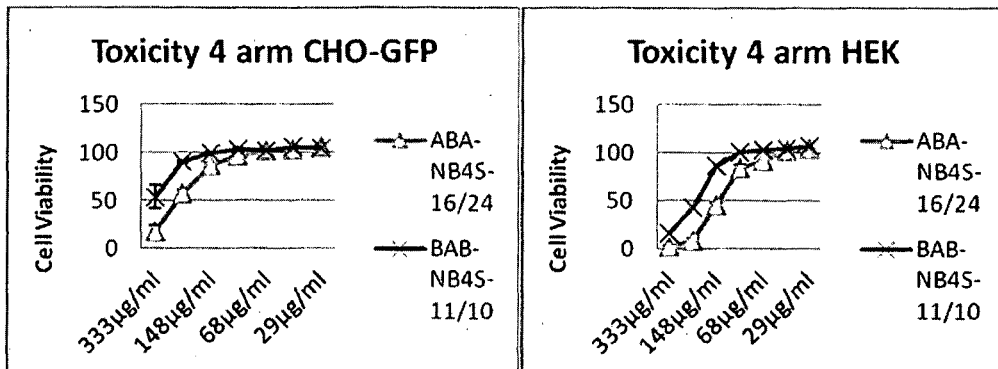 Toxicity 4 arm CHO-GFP
150
100
50
0
Cell Viability
333µg/ml
148µg/ml
68µg/ml
29µg/ml
ABA-
NB4S-
16/24
BAB-
NB4S-
11/10
Toxicity 4 arm HEK
150
100
50
0
Cell Viability
333µg/ml
148µg/ml
68µg/ml
29µg/ml
ABA-
NB4S-
16/24
BAB-
NB4S-
11/10